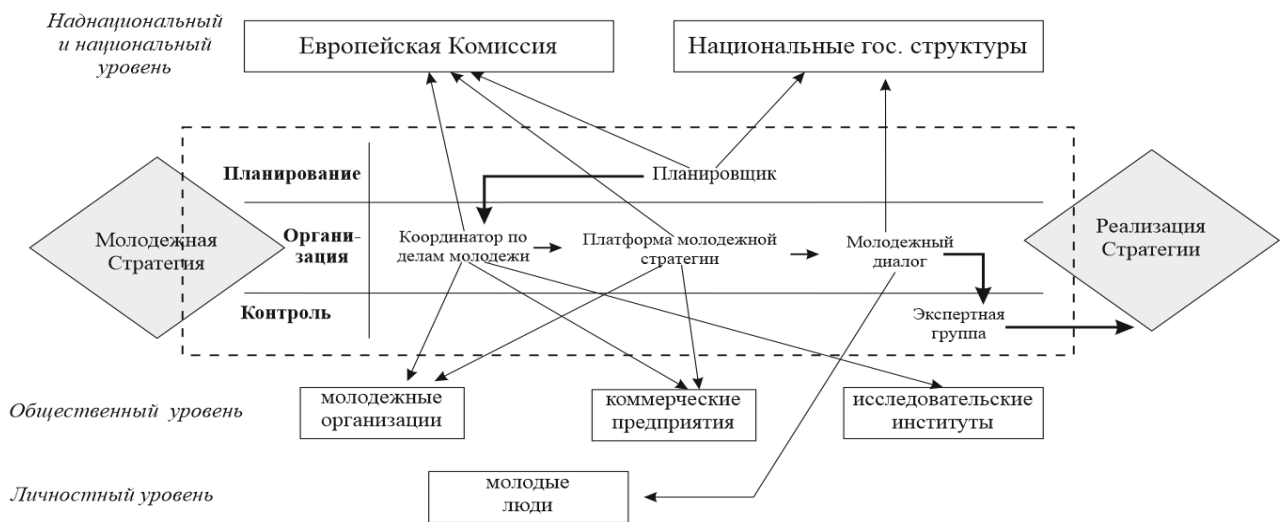 Наднациональный
и национальный
уровень
Европейская Комиссия
Национальные гос. структуры
Планирование
Планировщик
Молодежная
Стратегия
Органи-
зация
Координатор по
делам молодежи
Платформа молодежной
стратегии
Молодежный
диалог
Реализация
Стратегии
Контроль
Экспертная
группа
Общественный уровень
молодежные
организации
коммерческие
предприятия
исследовательские
институты
Личностный уровень
молодые
люди